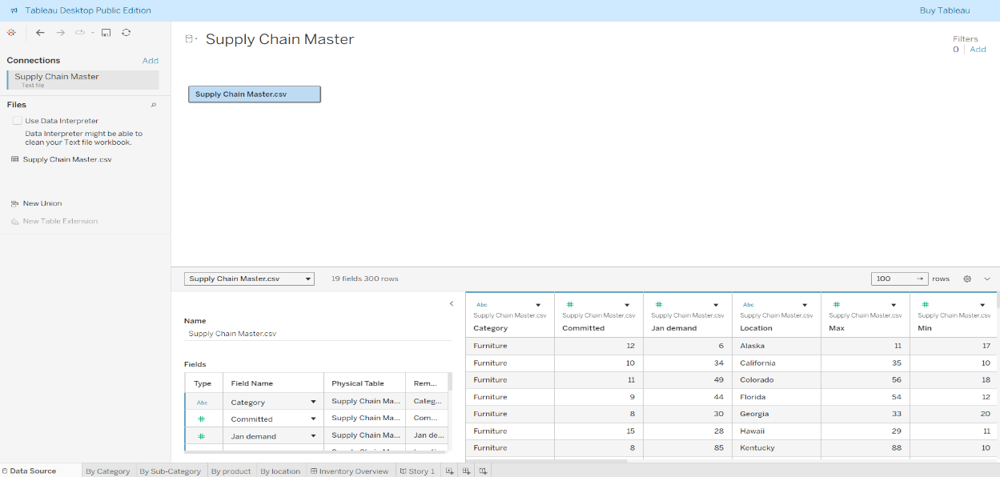 Tableau Desktop Public Edition Buy Tableau
Supply Chain Master
Filters
0 Add
Connections Add
Supply Chain Master
Text file
Files
Use Data Interpreter
Data Interpreter might be able to
clean your Text file workbook.
Supply Chain Master.csv
New Union
New Table Extension
Supply Chain Master.csv
Supply Chain Master.csv 19 fields 300 rows 100 rows
Name
Supply Chain Master.csv
Fields
Type Field Name Physical Table Rem...
Abc Category Supply Chain Ma... Categ...
# Committed Supply Chain Ma... Com...
# Jan demand Supply Chain Ma... Jan de...
Abc # # Abc # #
Supply Chain Master.csv Supply Chain Master.csv Supply Chain Master.csv Supply Chain Master.csv Supply Chain Master.csv Supply Chain Master.csv
Category Committed Jan demand Location Max Min
Furniture 12 6 Alaska 11 17
Furniture 10 34 California 35 10
Furniture 11 49 Colorado 56 18
Furniture 9 44 Florida 54 12
Furniture 8 30 Georgia 33 20
Furniture 15 28 Hawaii 29 11
Furniture 8 85 Kentucky 88 10
Data Source By Category By Sub-Category By product By location Inventory Overview Story 1